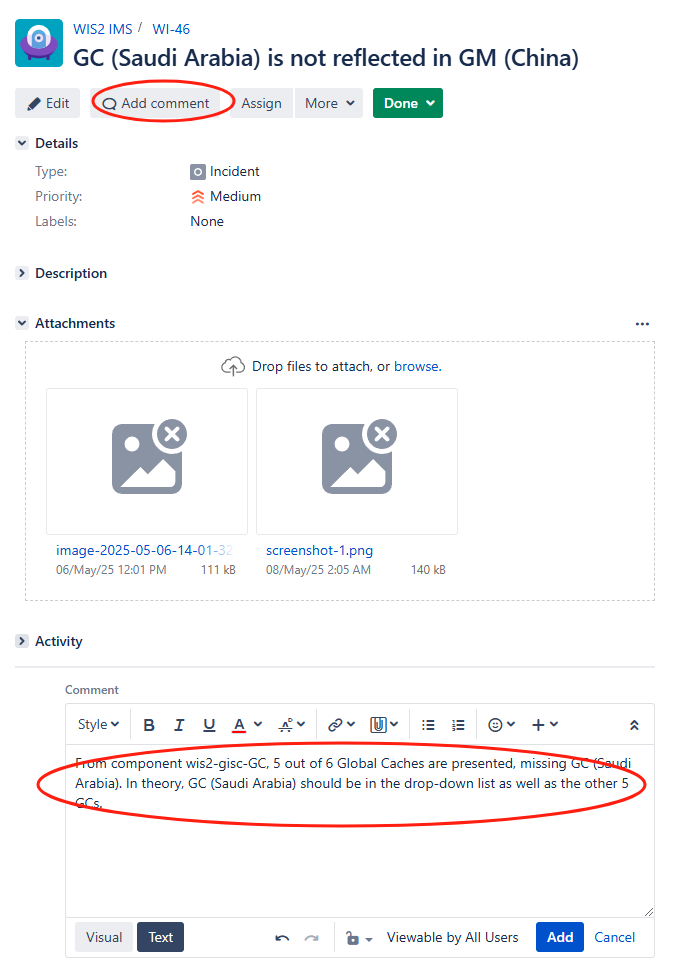 WIS2 IMS / WI-46
GC (Saudi Arabia) is not reflected in GM (China)
Edit Add comment Assign More Done
Details
Type: Incident
Priority: Medium
Labels: None
Description
Attachments
Drop files to attach, or browse.
image-2025-05-06-14-01-32 screenshot-1.png
06/May/25 12:01 PM 111 kB 08/May/25 2:05 AM 140 kB
Activity
Comment
Style B I U A
From component wis2-gisc-GC, 5 out of 6 Global Caches are presented, missing GC (Saudi
Arabia). In theory, GC (Saudi Arabia) should be in the drop-down list as well as the other 5
GCs.
Visual Text Viewable by All Users Add Cancel